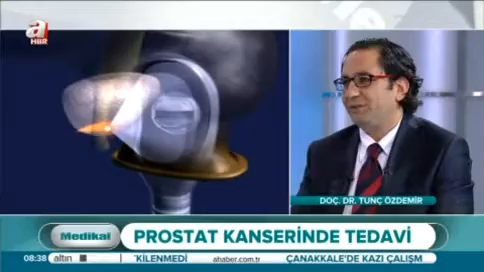 a
HBR
DOÇ. DR. TUNÇ ÖZDEMİR
Medikal
PROSTAT KANSERİNDE TEDAVİ
08:38 altın KİLENMEDİ ahaber.com.tr ÇANAKKALE'DE KAZI ÇALIŞM